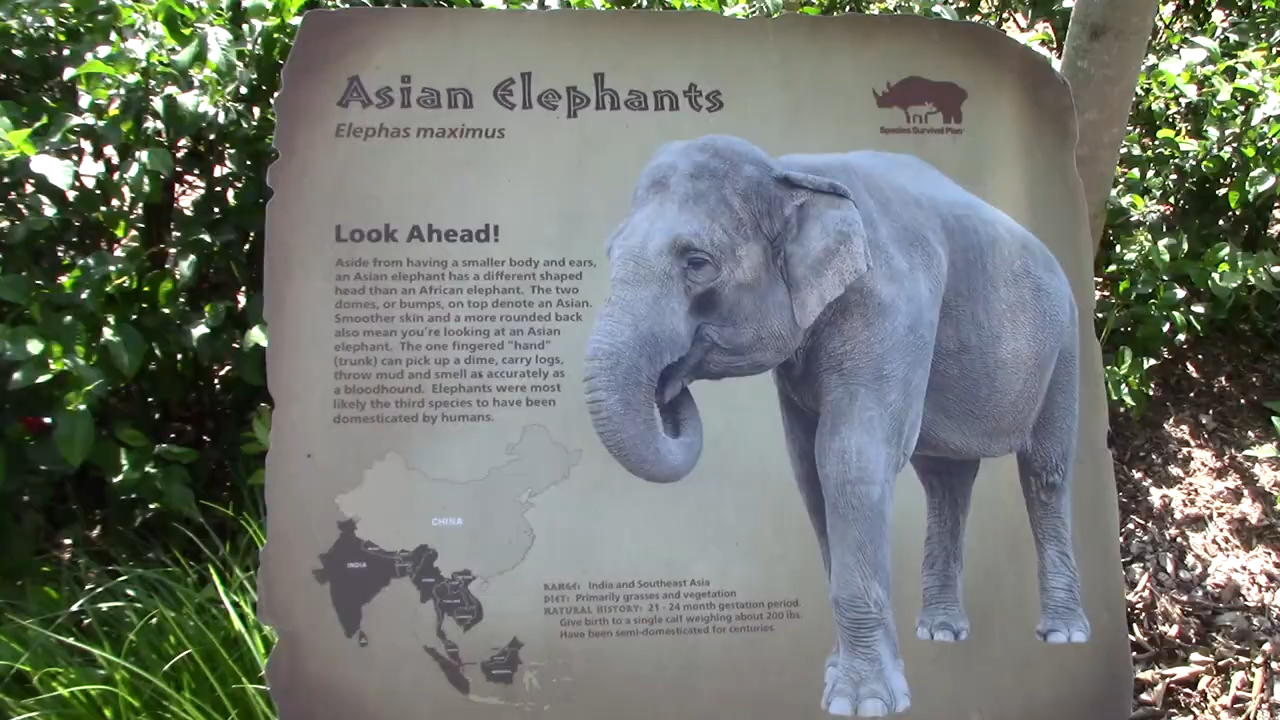 Asian Elephants
Elephas maximus
Species Survival Plan
Look Ahead!
Aside from having a smaller body and ears,
an Asian elephant has a different shaped
head than an African elephant. The two
domes, or bumps, on top denote an Asian.
Smoother skin and a more rounded back
also mean you're looking at an Asian
elephant. The one fingered "hand"
(trunk) can pick up a dime, carry logs,
throw mud and smell as accurately as
a bloodhound. Elephants were most
likely the third species to have been
domesticated by humans.
CHINA
INDIA
RANGE: India and Southeast Asia
DIET: Primarily grasses and vegetation
NATURAL HISTORY: 21 - 24 month gestation period.
Give birth to a single calf weighing about 200 lbs.
Have been semi-domesticated for centuries.